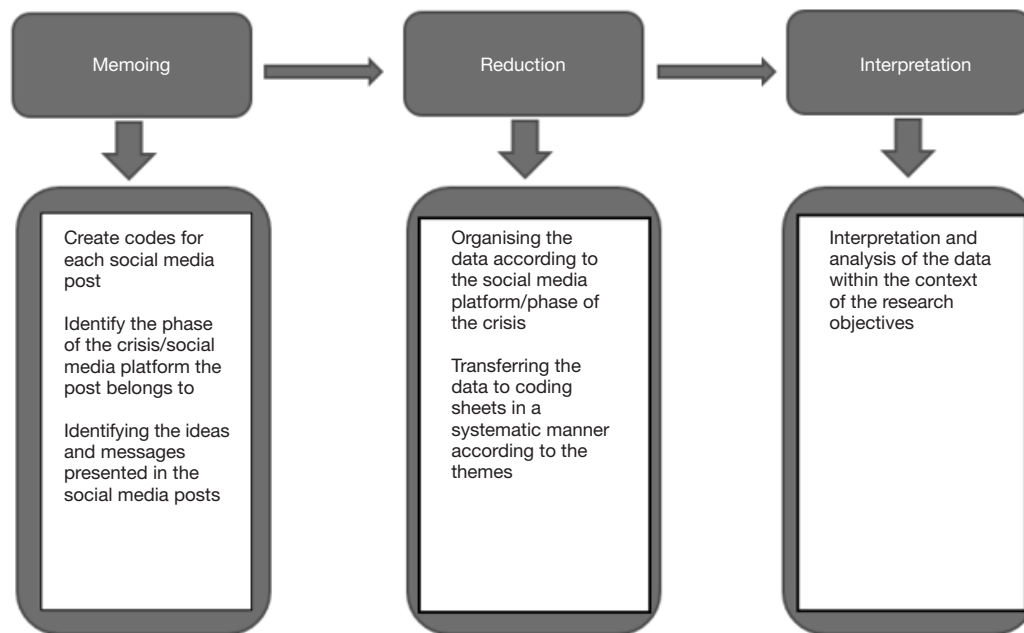 Memoing
Reduction
Interpretation
Create codes for
each social media
post
Identify the phase
of the crisis/social
media platform the
post belongs to
Identifying the ideas
and messages
presented in the
social media posts
Organising the
data according to
the social media
platform/phase of
the crisis
Transferring the
data to coding
sheets in a
systematic manner
according to the
themes
Interpretation and
analysis of the data
within the context
of the research
objectives